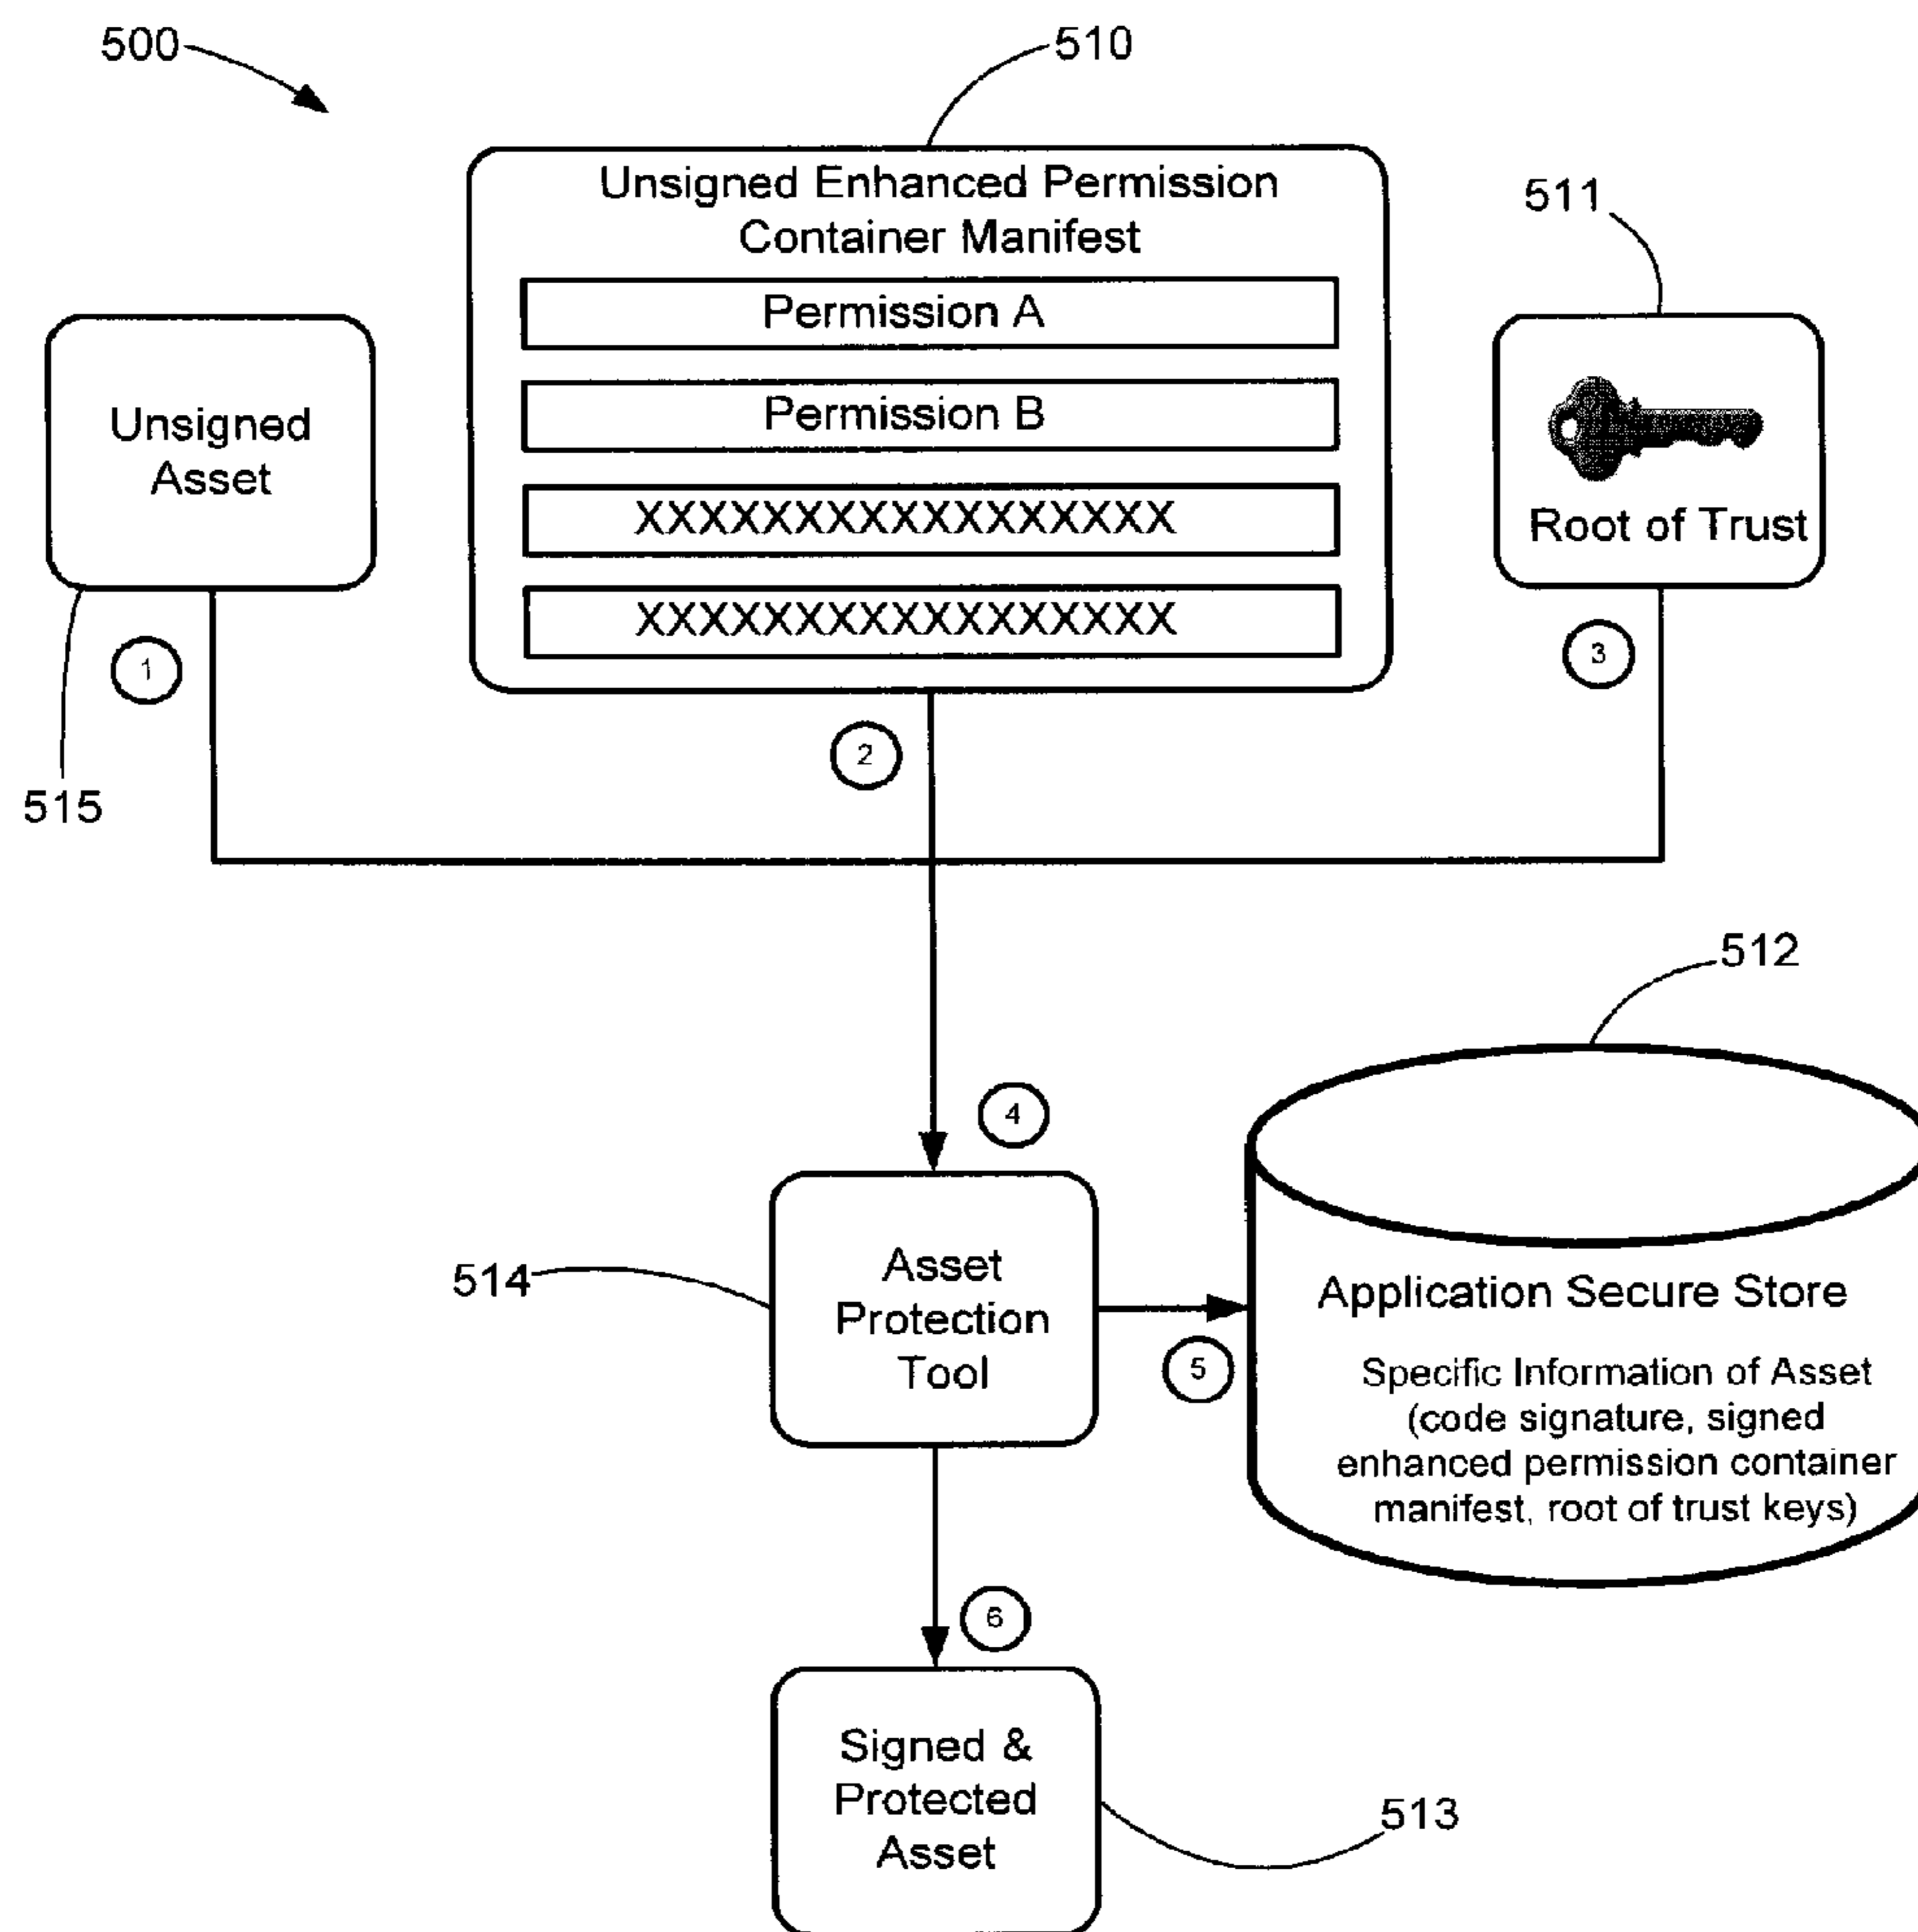 500
510
Unsigned Enhanced Permission
Container Manifest
511
Permission A
Permission B
XXXXXXXXXXXXXXXXX
XXXXXXXXXXXXXXXXX
Unsigned
Asset
Root of Trust
1
2
3
515
512
4
514
Asset
Protection
Tool
5
Application Secure Store
Specific Information of Asset
(code signature, signed
enhanced permission container
manifest, root of trust keys)
6
Signed &
Protected
Asset
513